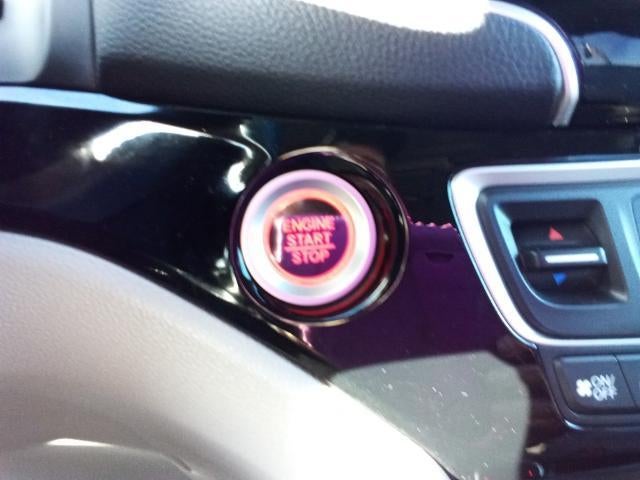 ENGINE
START
STOP
ON/
OFF